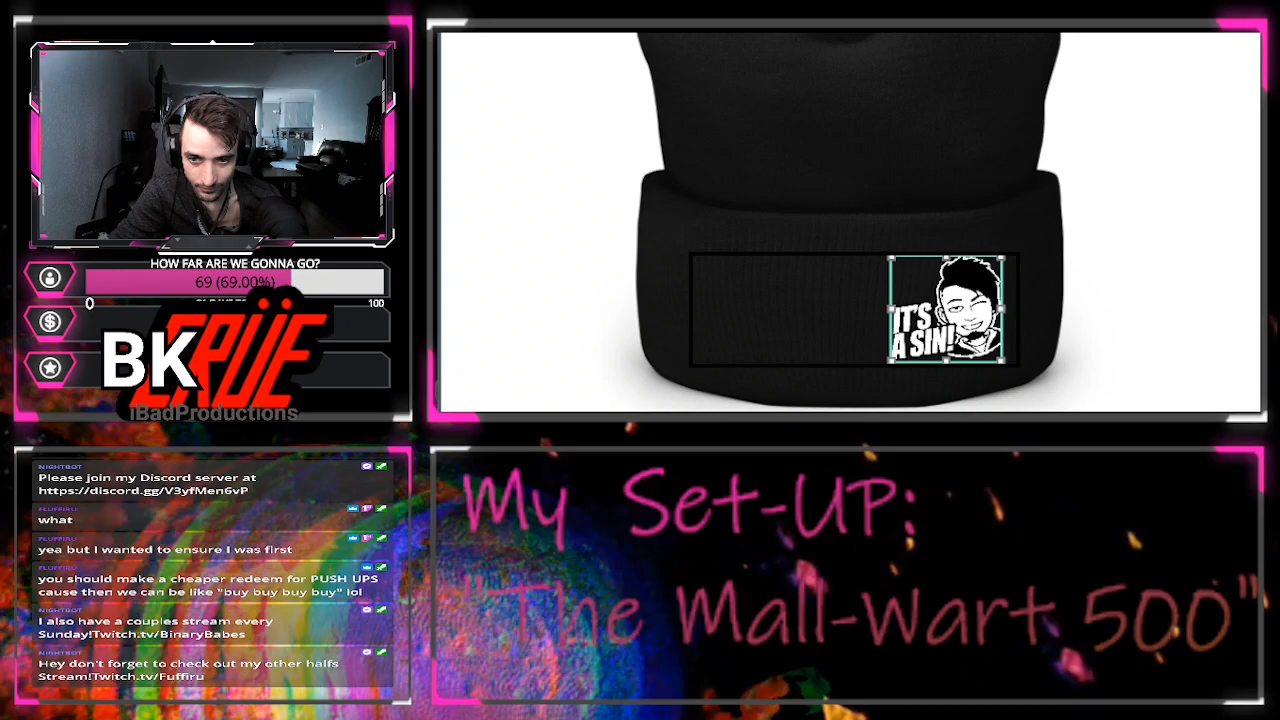 HOW FAR ARE WE GONNA GO?
69 (69.00%)
0
100
BK
CRÜE
iBadProductions
IT'S
A SIN!
NIGHTBOT
Please join my Discord server at
https://discord.gg/V3yfMen6vP
FLUFFIRU
what
FLUFFIRU
yea but I wanted to ensure I was first
FLUFFIRU
you should make a cheaper redeem for PUSH UPS
cause then we can be like "buy buy buy buy" lol
NIGHTBOT
I also have a couples stream every
Sunday!Twitch.tv/BinaryBabes
NIGHTBOT
Hey don't forget to check out my other halfs
Stream!Twitch.tv/Fuffiru
My Set-UP:
"The Mall-Wart 500"